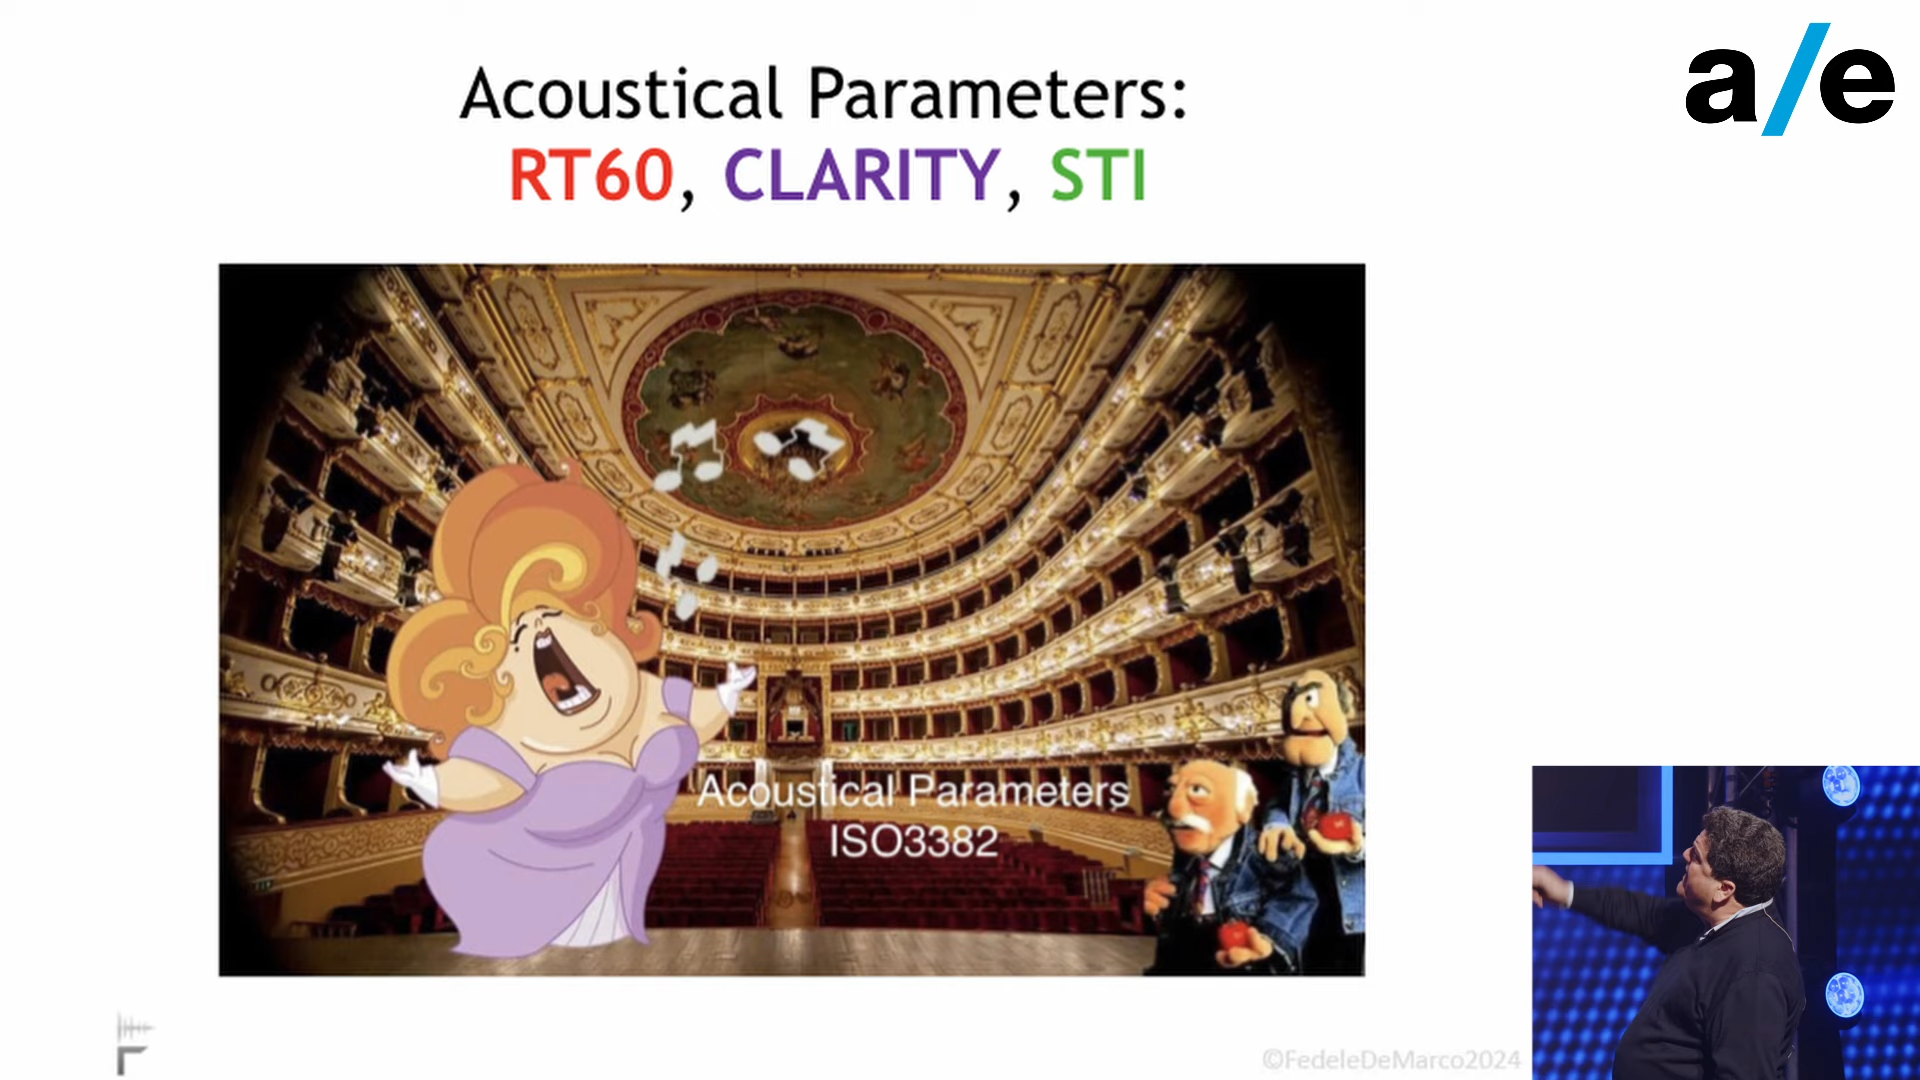 a/e
Acoustical Parameters:
RT60, CLARITY, STI
Acoustical Parameters
ISO3382
©FedeleDeMarco2024